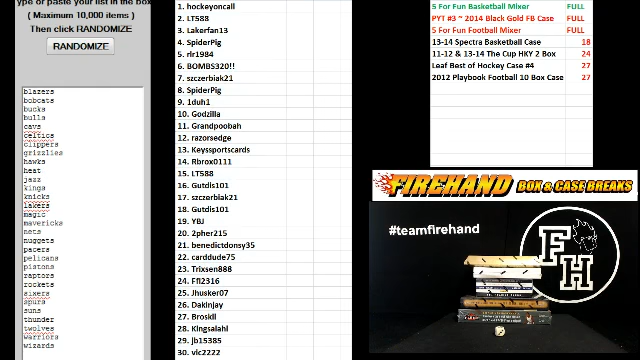 ype or paste your list in the box
( Maximum 10,000 items )
Then click RANDOMIZE
RANDOMIZE
blazers
bobcats
bucks
bulls
cavs
celtics
clippers
grizzlies
hawks
heat
jazz
kings
knicks
lakers
magic
mavericks
nets
nuggets
pacers
pelicans
pistons
raptors
rockets
sixers
spurs
suns
thunder
twolves
warriors
wizards
1. hockeyoncall
2. LT588
3. Lakerfan13
4. SpiderPig
5. rlr1984
6. BOMBS320!!
7. szczerbiak21
8. SpiderPig
9. 1duh1
10. Godzilla
11. Grandpoobah
12. razorsedge
13. Keyssportscards
14. Rbrox0111
15. LT588
16. Gutdis101
17. szczerbiak21
18. Gutdis101
19. YBJ
20. 2pher215
21. benedictdonsy35
22. carddude75
23. Trixsen888
24. Ffl2316
25. Jhusker07
26. Dakinjay
27. Broskil
28. Kingsalahl
29. jb15385
30. vic2222
5 For Fun Basketball Mixer FULL
PYT #3 ~ 2014 Black Gold FB Case FULL
5 For Fun Football Mixer FULL
13-14 Spectra Basketball Case 18
11-12 & 13-14 The Cup HKY 2 Box 24
Leaf Best of Hockey Case #4 27
2012 Playbook Football 10 Box Case 27
FIREHAND BOX & CASE BREAKS
#teamfirehand
F H